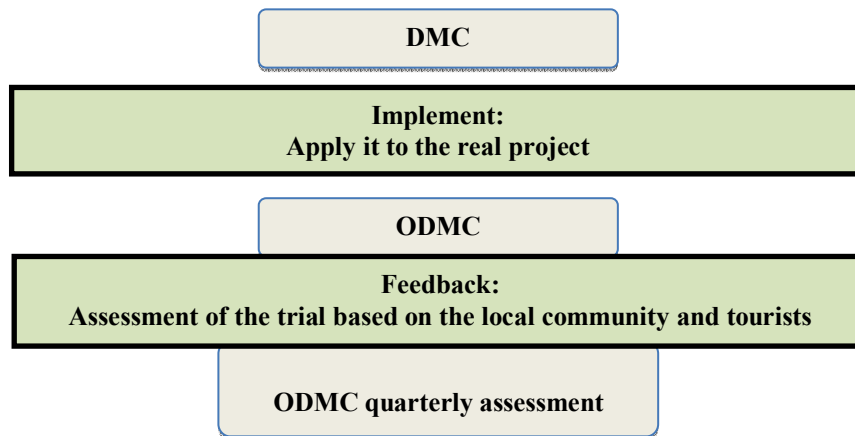 DMC
Implement:
Apply it to the real project
ODMC
Feedback:
Assessment of the trial based on the local community and tourists
ODMC quarterly assessment